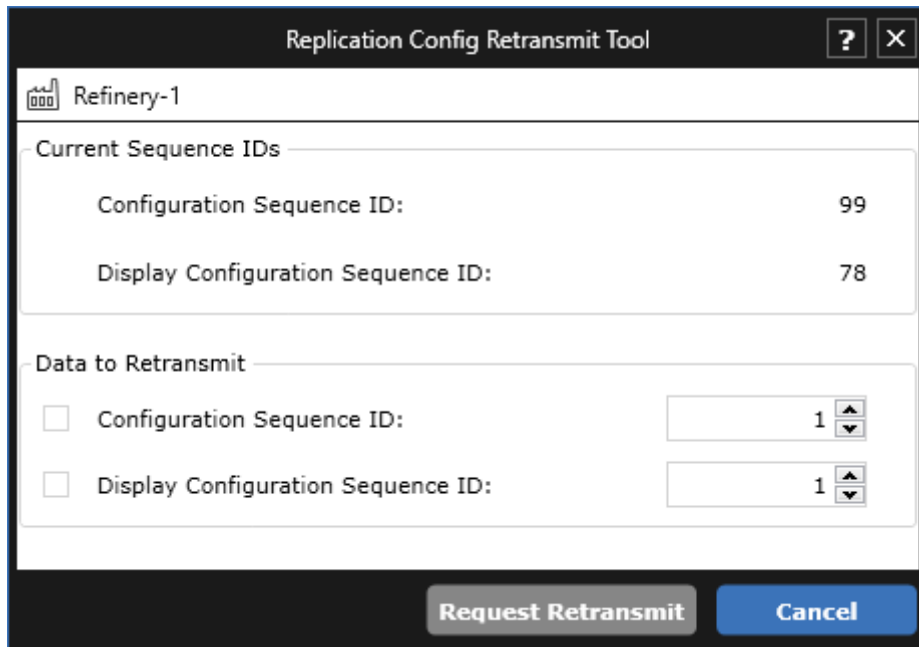 Replication Config Retransmit Tool ? ×
Refinery-1
Current Sequence IDs
Configuration Sequence ID: 99
Display Configuration Sequence ID: 78
Data to Retransmit
Configuration Sequence ID: 1
Display Configuration Sequence ID: 1
Request Retransmit Cancel